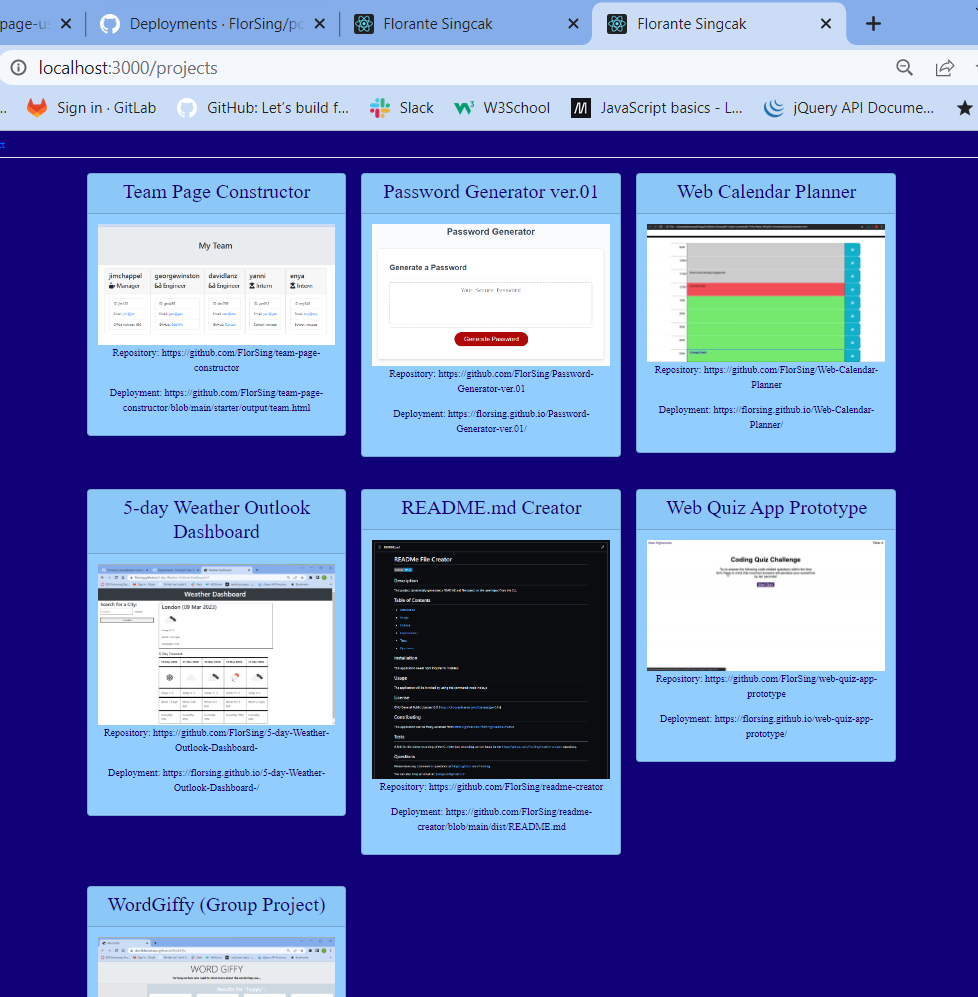 page-us
Deployments · FlorSing/po
Florante Singcak
Florante Singcak
localhost:3000/projects
Sign in · GitLab
GitHub: Let's build f...
Slack
W3School
JavaScript basics - L...
jQuery API Docume...
ct
Team Page Constructor
My Team
jimchappel
georgewinston
davidlanz
yanni
enya
Manager
Engineer
Engineer
Intern
Intern
Repository: https://github.com/FlorSing/team-page-
constructor
Deployment: https://github.com/FlorSing/team-page-
constructor/blob/main/starter/output/team.html
Password Generator ver.01
Password Generator
Generate a Password
Your Secure Password
Generate Password
Repository: https://github.com/FlorSing/Password-
Generator-ver.01
Deployment: https://florsing.github.io/Password-
Generator-ver.01/
Web Calendar Planner
Repository: https://github.com/FlorSing/Web-Calendar-
Planner
Deployment: https://florsing.github.io/Web-Calendar-
Planner/
5-day Weather Outlook
Dashboard
Weather Dashboard
Search for a City:
London (09 Mar 2023)
Repository: https://github.com/FlorSing/5-day-Weather-
Outlook-Dashboard-
Deployment: https://florsing.github.io/5-day-Weather-
Outlook-Dashboard-/
README.md Creator
READMe File Creator
Description
Table of Contents
Installation
Usage
License
Contributing
Tests
Questions
Repository: https://github.com/FlorSing/readme-creator
Deployment: https://github.com/FlorSing/readme-
creator/blob/main/dist/README.md
Web Quiz App Prototype
Coding Quiz Challenge
Repository: https://github.com/FlorSing/web-quiz-app-
prototype
Deployment: https://florsing.github.io/web-quiz-app-
prototype/
WordGiffy (Group Project)
WORD GIFFY
Results for "happy":